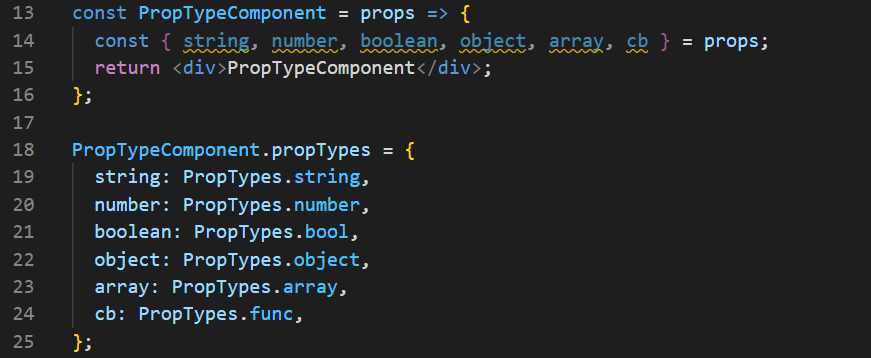 13 const PropTypeComponent = props => {
14   const { string, number, boolean, object, array, cb } = props;
15   return <div>PropTypeComponent</div>;
16 };
17
18 PropTypeComponent.propTypes = {
19   string: PropTypes.string,
20   number: PropTypes.number,
21   boolean: PropTypes.bool,
22   object: PropTypes.object,
23   array: PropTypes.array,
24   cb: PropTypes.func,
25 };